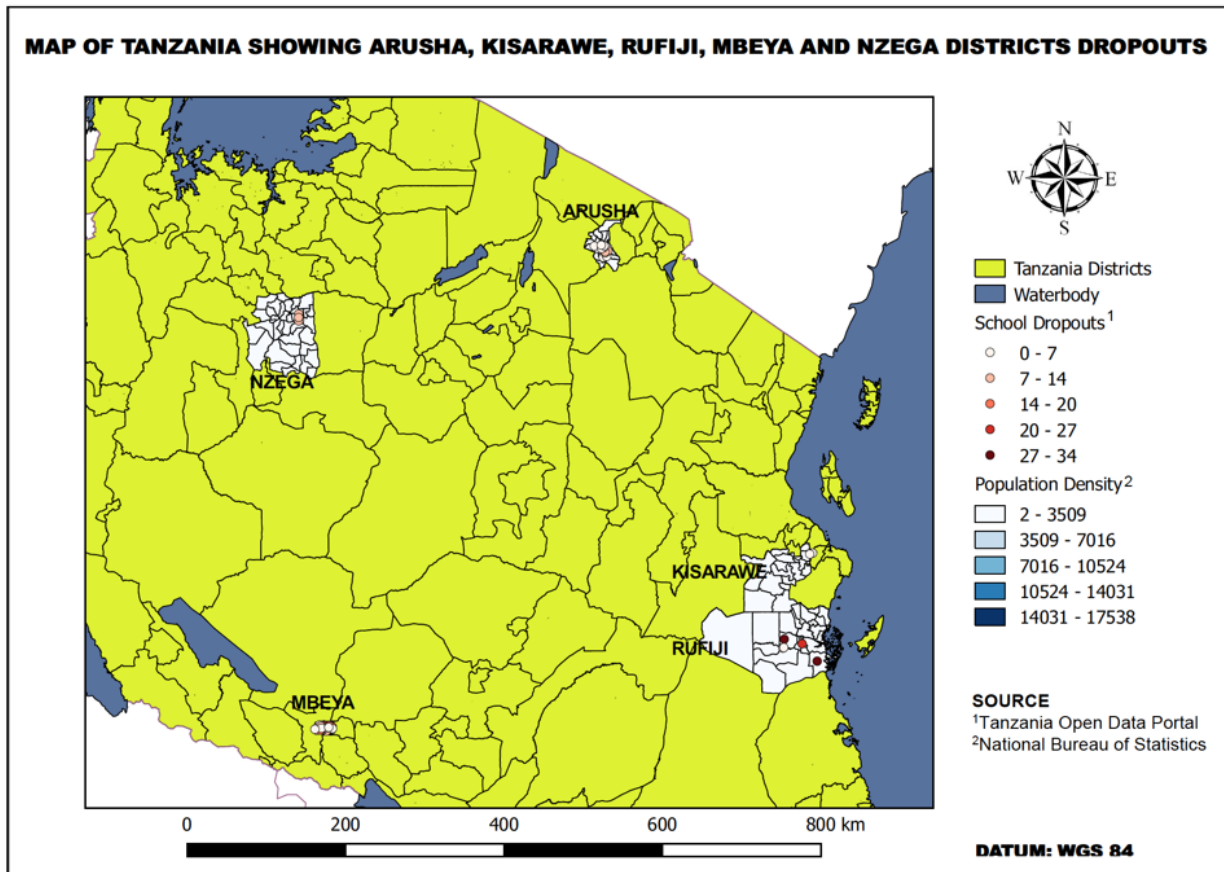 MAP OF TANZANIA SHOWING ARUSHA, KISARAWE, RUFIJI, MBEYA AND NZEGA DISTRICTS DROPOUTS
ARUSHA
NZEGA
KISARAWE
RUFIJI
MBEYA
N
W E
S
Tanzania Districts
Waterbody
School Dropouts¹
0 - 7
7 - 14
14 - 20
20 - 27
27 - 34
Population Density²
2 - 3509
3509 - 7016
7016 - 10524
10524 - 14031
14031 - 17538
SOURCE
¹Tanzania Open Data Portal
²National Bureau of Statistics
0 200 400 600 800 km
DATUM: WGS 84